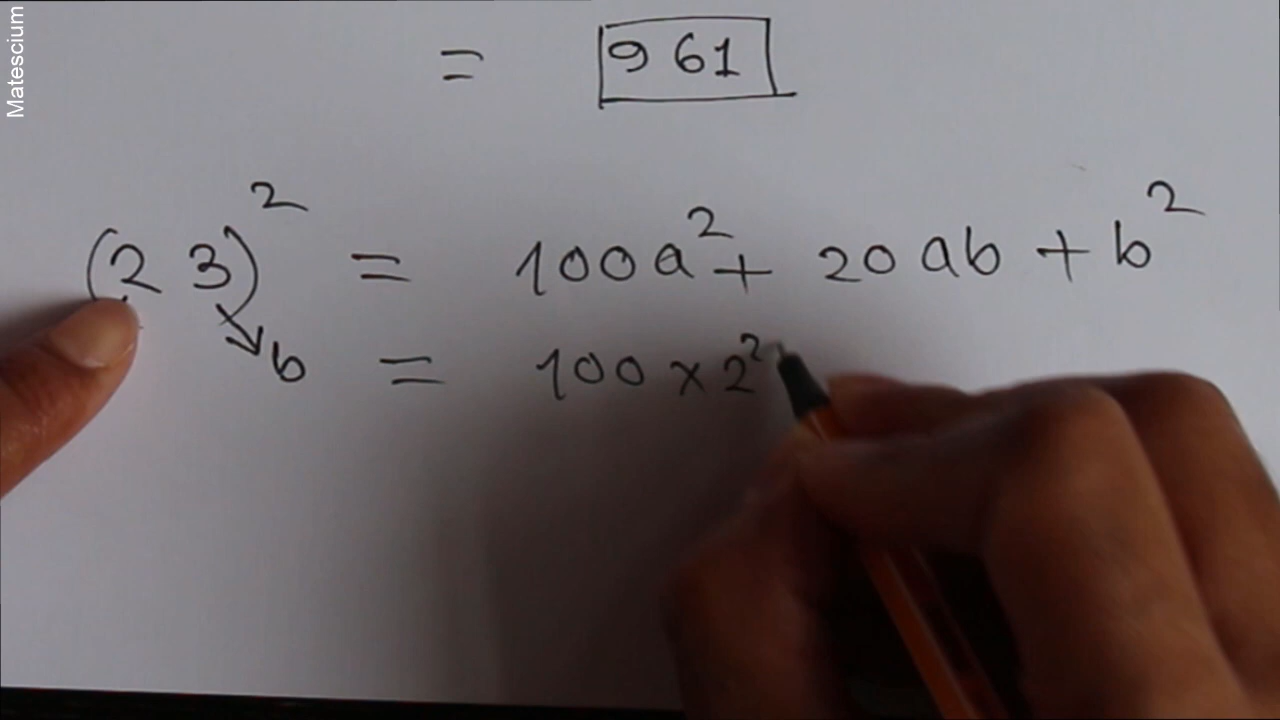 Matescium
= 961
(23)² = 100a² + 20ab + b²
b = 100 × 2²